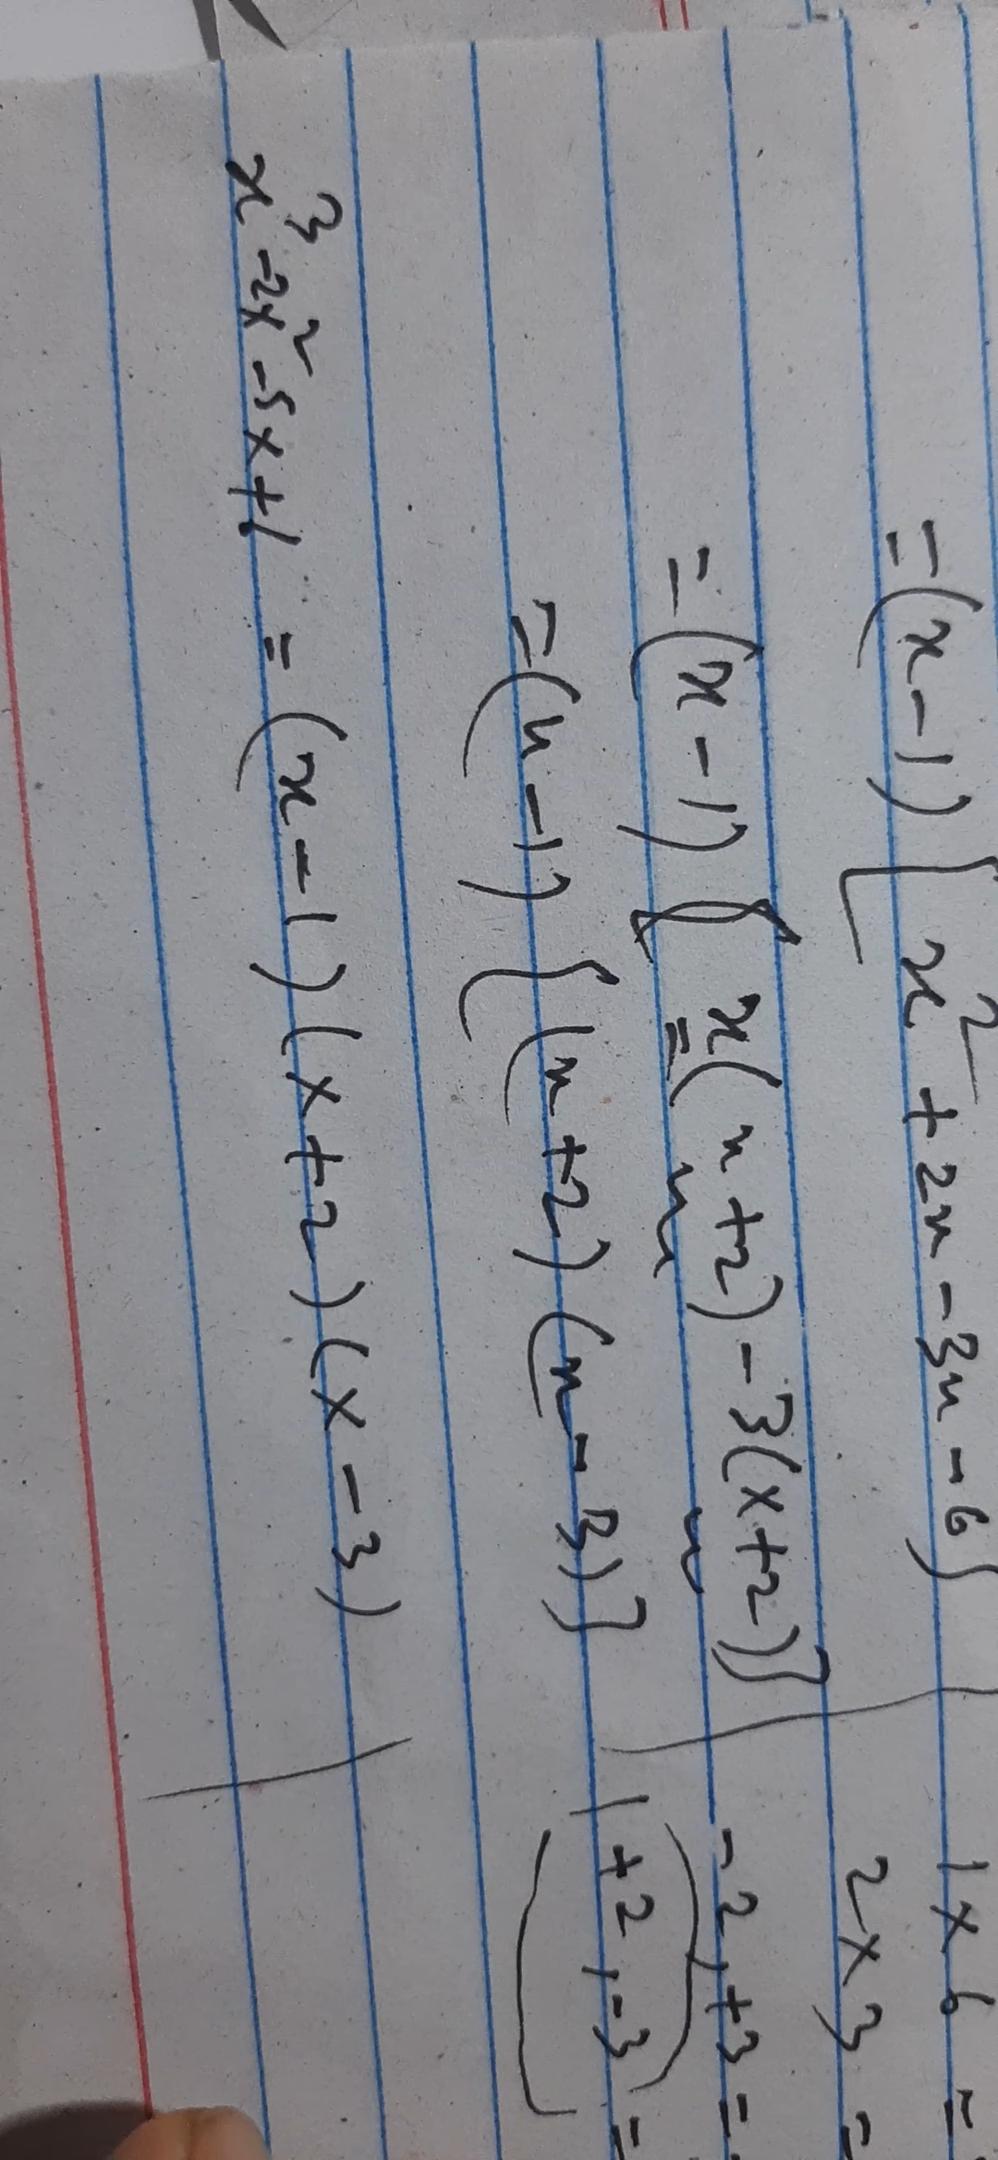 =(x-1)[x²+2x-3x-6]
1×6=
2×3=
=(x-1)[x(x+2)-3(x+2)]
-2,+3=
=(x-1)[(x+2)(x-3)]
+2,-3=
x³-2x²-5x+1=(x-1)(x+2)(x-3)